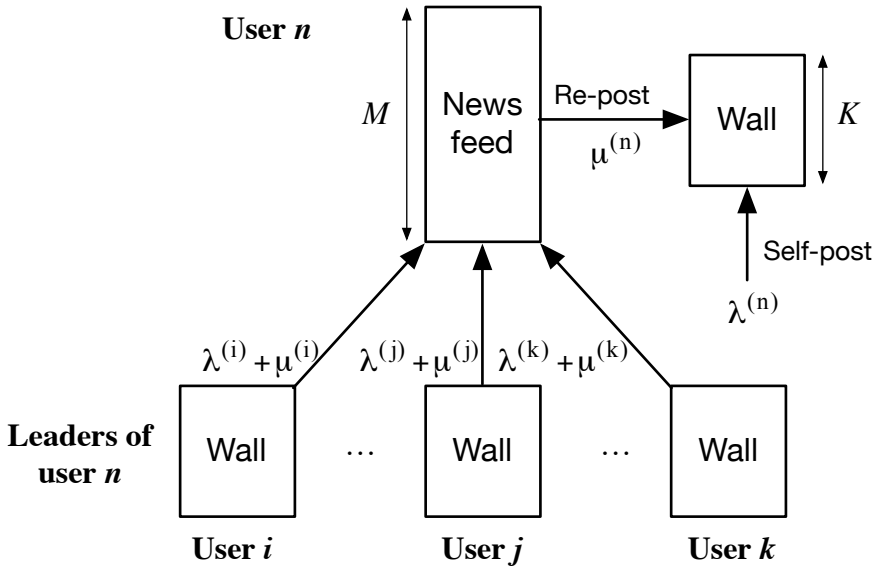 User n
M
News
feed
Re-post
μ^(n)
Wall
K
Self-post
λ^(n)
λ^(i) + μ^(i)
λ^(j) + μ^(j)
λ^(k) + μ^(k)
Leaders of
user n
Wall
...
Wall
...
Wall
User i
User j
User k